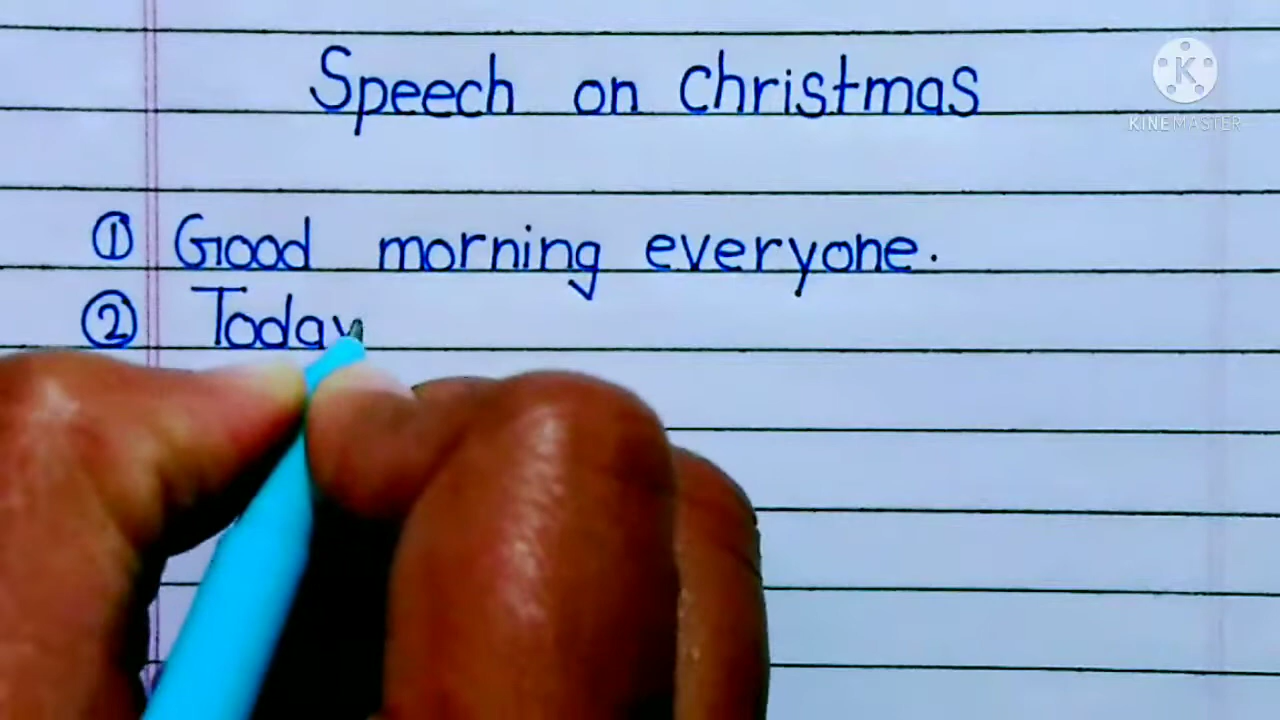 Speech on Christmas
K
KINEMASTER
① Good morning everyone.
② Today